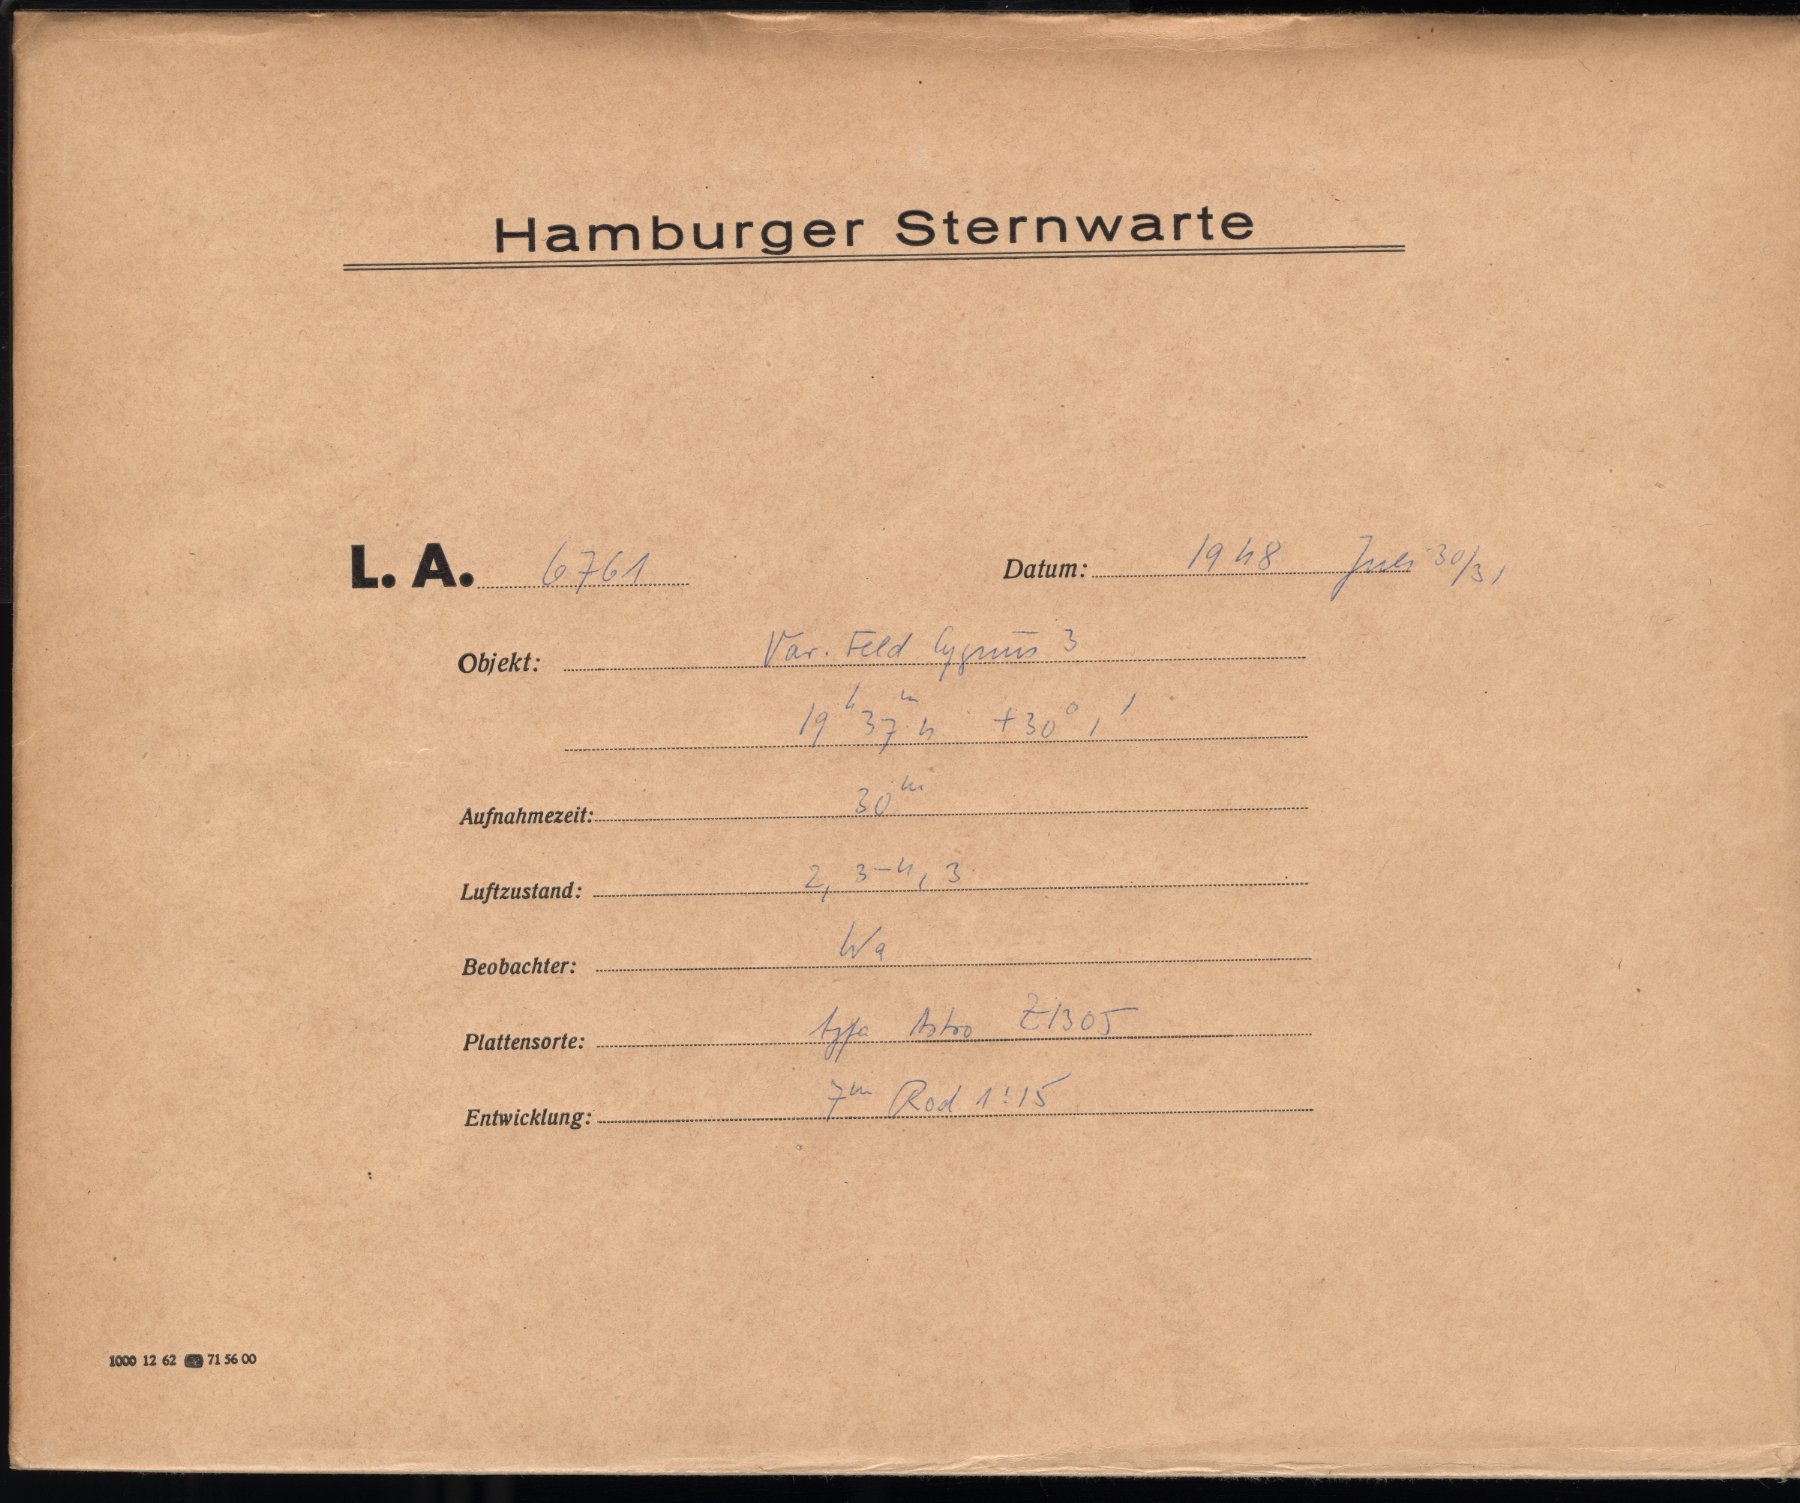 Hamburger Sternwarte
L. A. 6761 Datum: 1948 Juli 30/31
Objekt: Var. Feld Cygnus 3
19ʰ 37ᵐ.4 +30° 1'
Aufnahmezeit: 30ᵐ
Luftzustand: 2, 3-4, 3
Beobachter: Wa
Plattensorte: Agfa Astro Z1305
Entwicklung: 7ᵐ Rod 1:15
1000 12 62 71 56 00